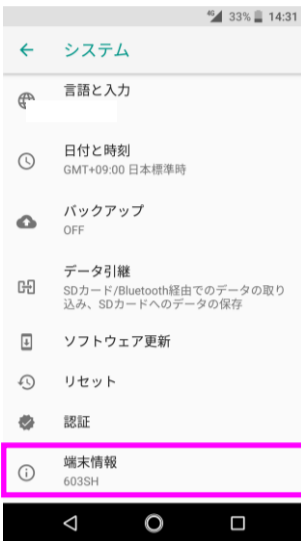 4G 33% 14:31
システム
言語と入力
日付と時刻
GMT+09:00 日本標準時
バックアップ
OFF
データ引継
SDカード/Bluetooth経由でのデータの取り
込み、SDカードへのデータの保存
ソフトウェア更新
リセット
認証
端末情報
603SH